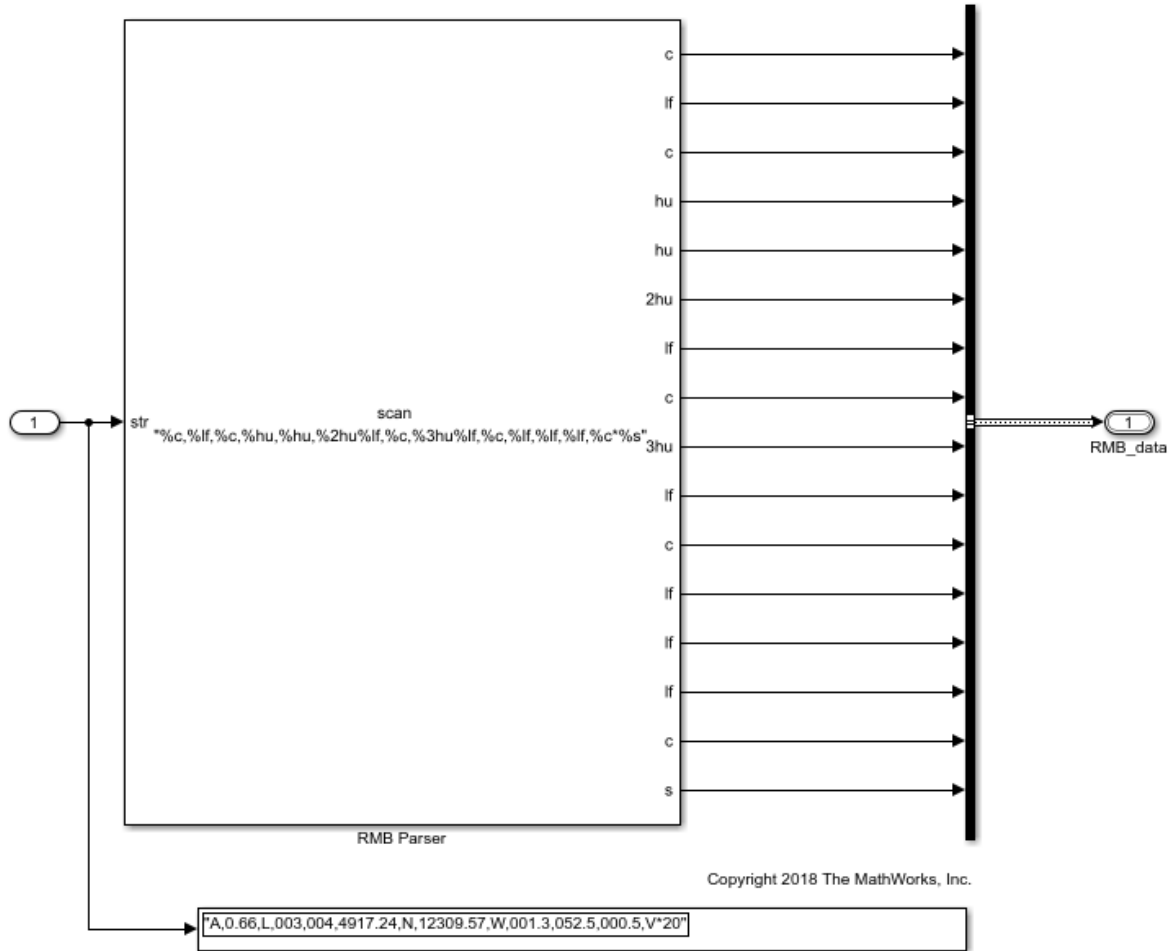 c
lf
c
hu
hu
2hu
lf
c
1
str
scan
"%c,%lf,%c,%hu,%hu,%2hu%lf,%c,%3hu%lf,%c,%lf,%lf,%lf,%c*%s"
1
RMB_data
3hu
lf
c
lf
lf
lf
c
s
RMB Parser
Copyright 2018 The MathWorks, Inc.
"A,0.66,L,003,004,4917.24,N,12309.57,W,001.3,052.5,000.5,V*20"